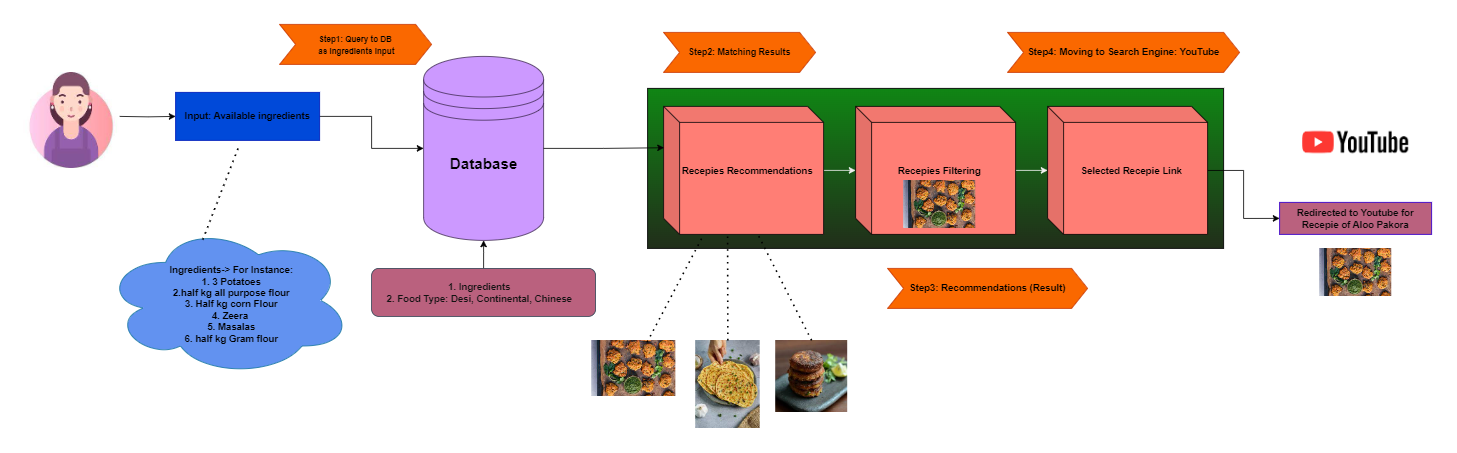 Step1: Query to DB
as Ingredients Input
Step2: Matching Results
Step4: Moving to Search Engine: YouTube
Input: Available ingredients
Database
Recepies Recommendations
Recepies Filtering
Selected Recepie Link
YouTube
Redirected to Youtube for
Recepie of Aloo Pakora
Ingredients-> For Instance:
1. 3 Potatoes
2.half kg all purpose flour
3. Half kg corn Flour
4. Zeera
5. Masalas
6. half kg Gram flour
1. Ingredients
2. Food Type: Desi, Continental, Chinese
Step3: Recommendations (Result)